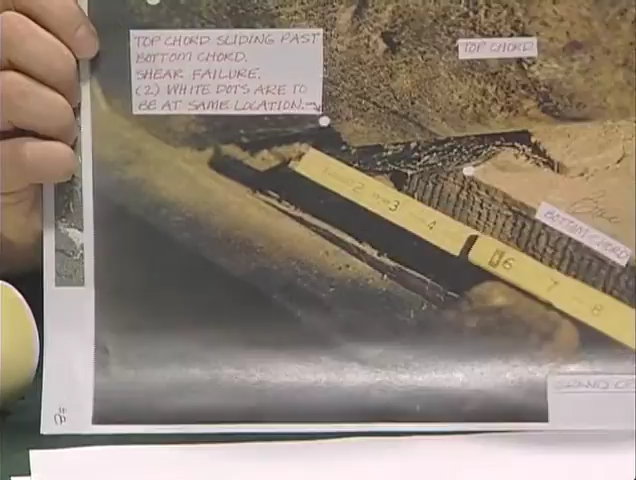 TOP CHORD SLIDING PAST
BOTTOM CHORD.
SHEAR FAILURE.
(2) WHITE DOTS ARE TO
BE AT SAME LOCATION.
TOP CHORD
BOTTOM CHORD
2 3 4
6 7 8